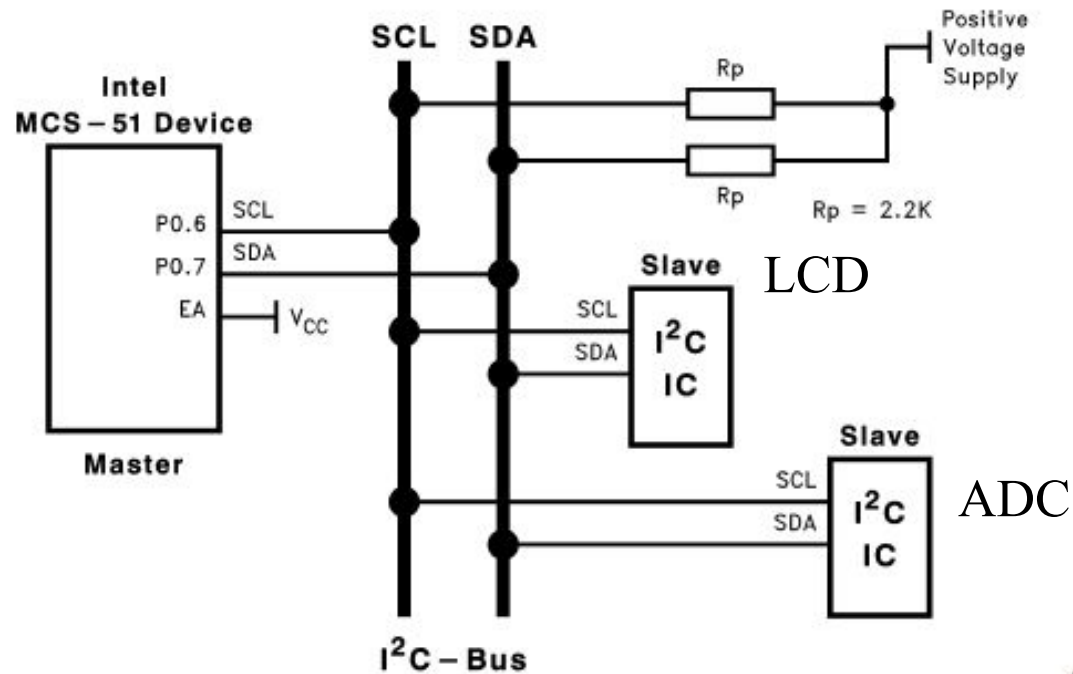 SCL SDA
Positive
Voltage
Supply
Rp
Rp
Rp = 2.2K
Intel
MCS – 51 Device
P0.6
SCL
P0.7
SDA
EA
VCC
Master
Slave
LCD
SCL
SDA
I²C
IC
Slave
ADC
SCL
SDA
I²C
IC
I²C – Bus